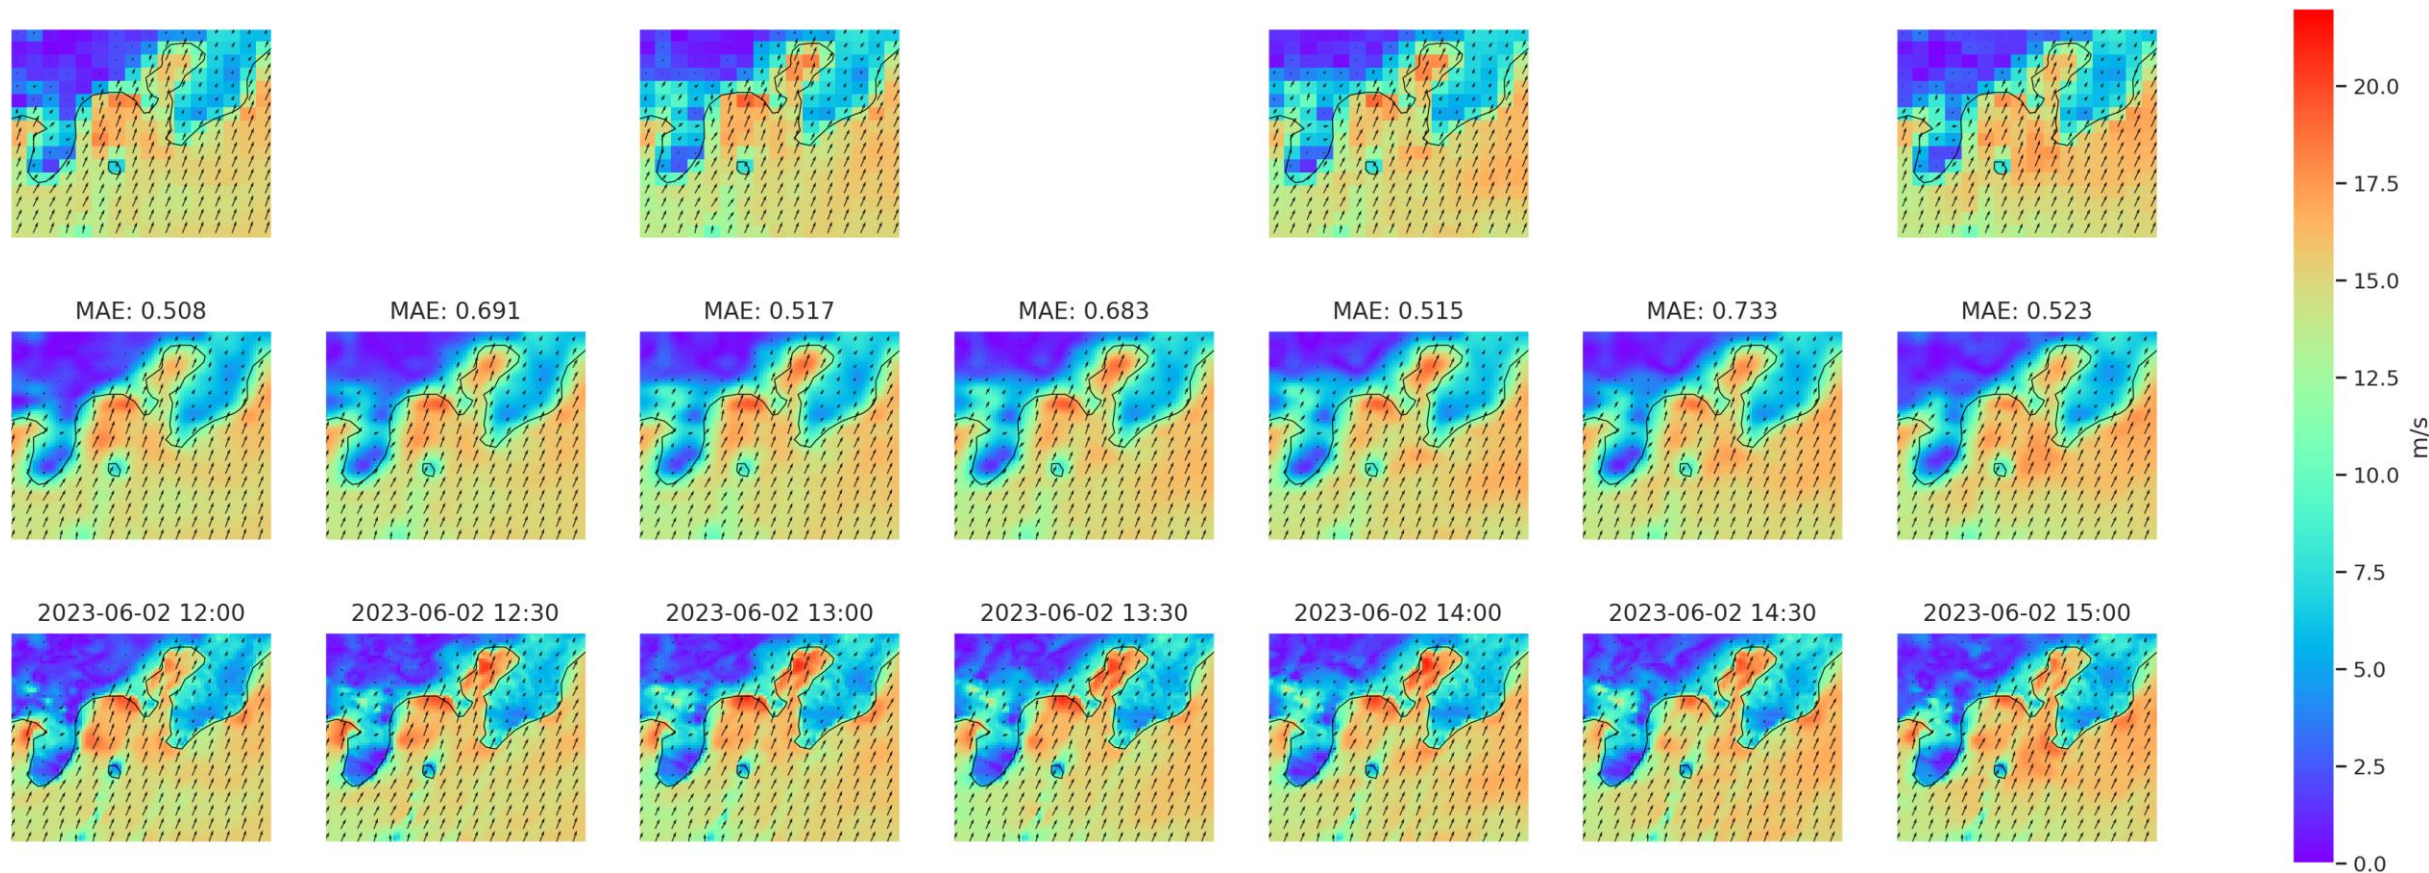 MAE: 0.508
MAE: 0.691
MAE: 0.517
MAE: 0.683
MAE: 0.515
MAE: 0.733
MAE: 0.523
2023-06-02 12:00
2023-06-02 12:30
2023-06-02 13:00
2023-06-02 13:30
2023-06-02 14:00
2023-06-02 14:30
2023-06-02 15:00
20.0
17.5
15.0
12.5
10.0
7.5
5.0
2.5
0.0
m/s